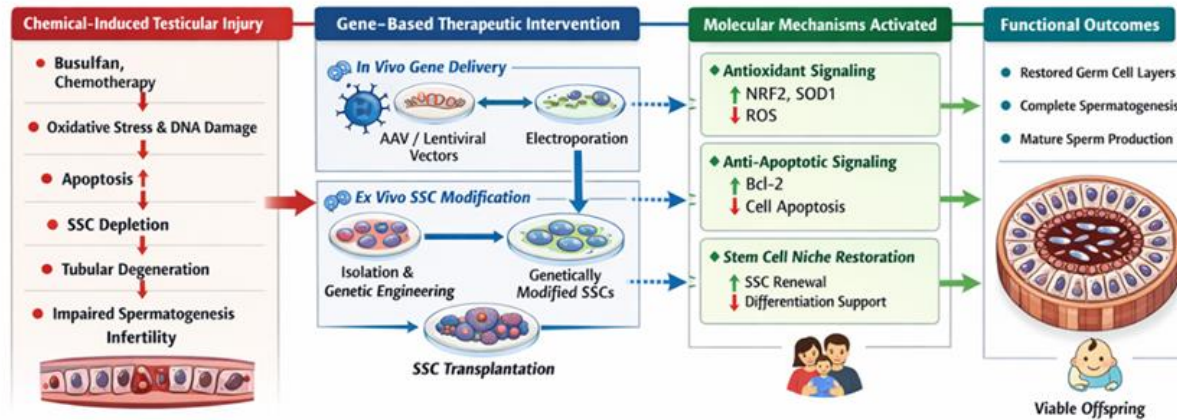 Chemical-Induced Testicular Injury
Busulfan,
Chemotherapy
Oxidative Stress & DNA Damage
Apoptosis ↑
SSC Depletion
Tubular Degeneration
Impaired Spermatogenesis
Infertility
Gene-Based Therapeutic Intervention
In Vivo Gene Delivery
AAV / Lentiviral
Vectors
Electroporation
Ex Vivo SSC Modification
Isolation &
Genetic Engineering
Genetically
Modified SSCs
SSC Transplantation
Molecular Mechanisms Activated
Antioxidant Signaling
↑ NRF2, SOD1
↓ ROS
Anti-Apoptotic Signaling
↑ Bcl-2
↓ Cell Apoptosis
Stem Cell Niche Restoration
↑ SSC Renewal
↓ Differentiation Support
Functional Outcomes
Restored Germ Cell Layers
Complete Spermatogenesis
Mature Sperm Production
Viable Offspring